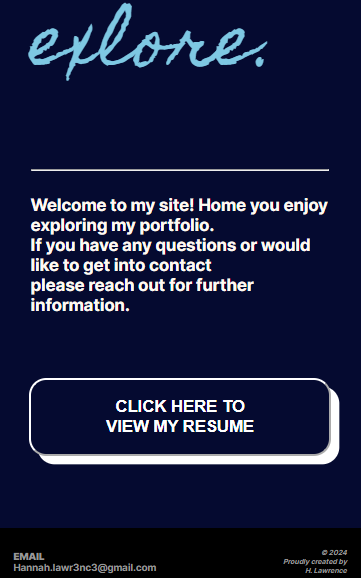 exlore.
Welcome to my site! Home you enjoy
exploring my portfolio.
If you have any questions or would
like to get into contact
please reach out for further
information.
CLICK HERE TO
VIEW MY RESUME
EMAIL
Hannah.lawr3nc3@gmail.com
© 2024
Proudly created by
H. Lawrence